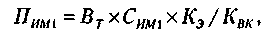 П_ИМ1 = В_Т × С_ИМ1 × К_Э / К_ВК,